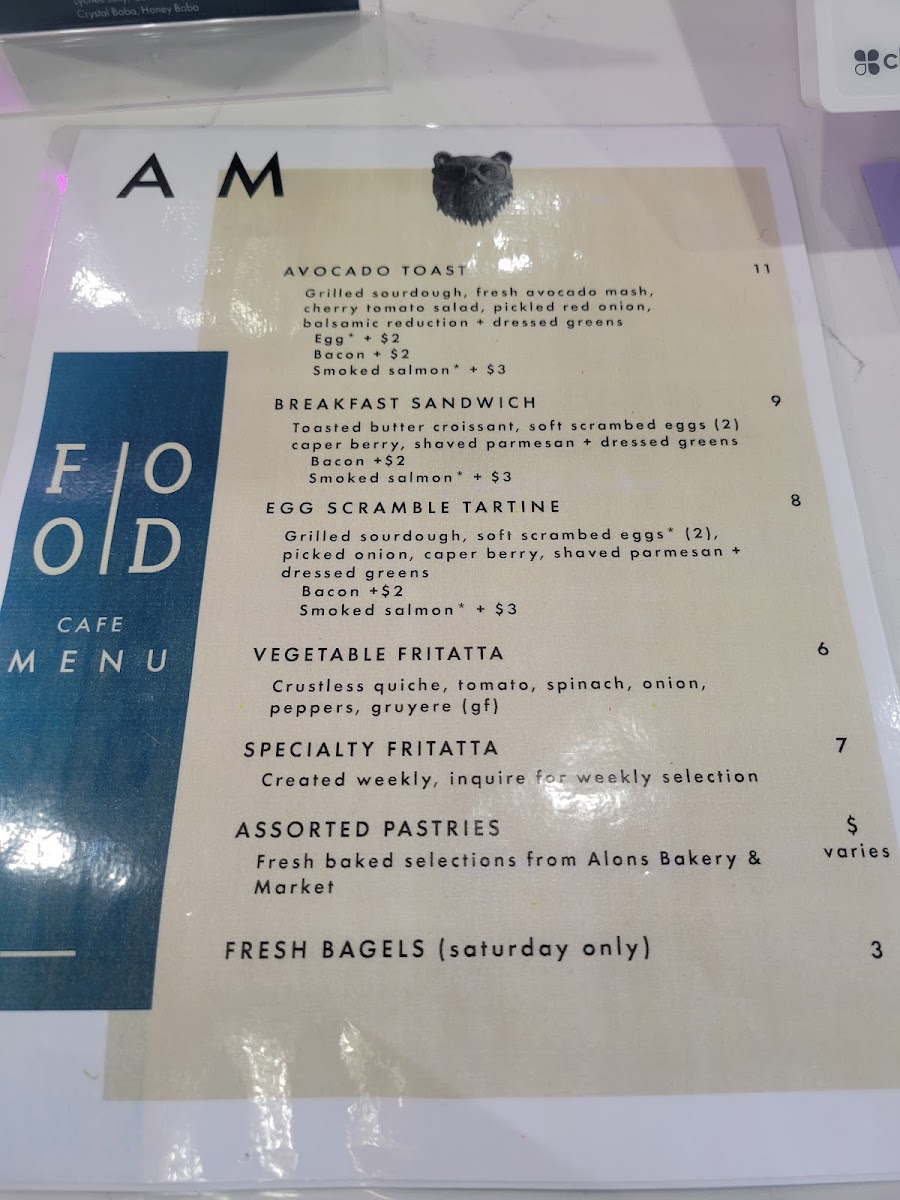 Crystal Boba, Honey Boba
A M
AVOCADO TOAST 11
Grilled sourdough, fresh avocado mash,
cherry tomato salad, pickled red onion,
balsamic reduction + dressed greens
Egg* + $2
Bacon + $2
Smoked salmon* + $3
BREAKFAST SANDWICH 9
Toasted butter croissant, soft scrambed eggs (2)
caper berry, shaved parmesan + dressed greens
Bacon +$2
Smoked salmon* + $3
EGG SCRAMBLE TARTINE 8
Grilled sourdough, soft scrambed eggs* (2),
picked onion, caper berry, shaved parmesan +
dressed greens
Bacon +$2
Smoked salmon* + $3
VEGETABLE FRITATTA 6
Crustless quiche, tomato, spinach, onion,
peppers, gruyere (gf)
SPECIALTY FRITATTA 7
Created weekly, inquire for weekly selection
ASSORTED PASTRIES $
varies
Fresh baked selections from Alons Bakery &
Market
FRESH BAGELS (saturday only) 3
FO
OD
CAFE
MENU